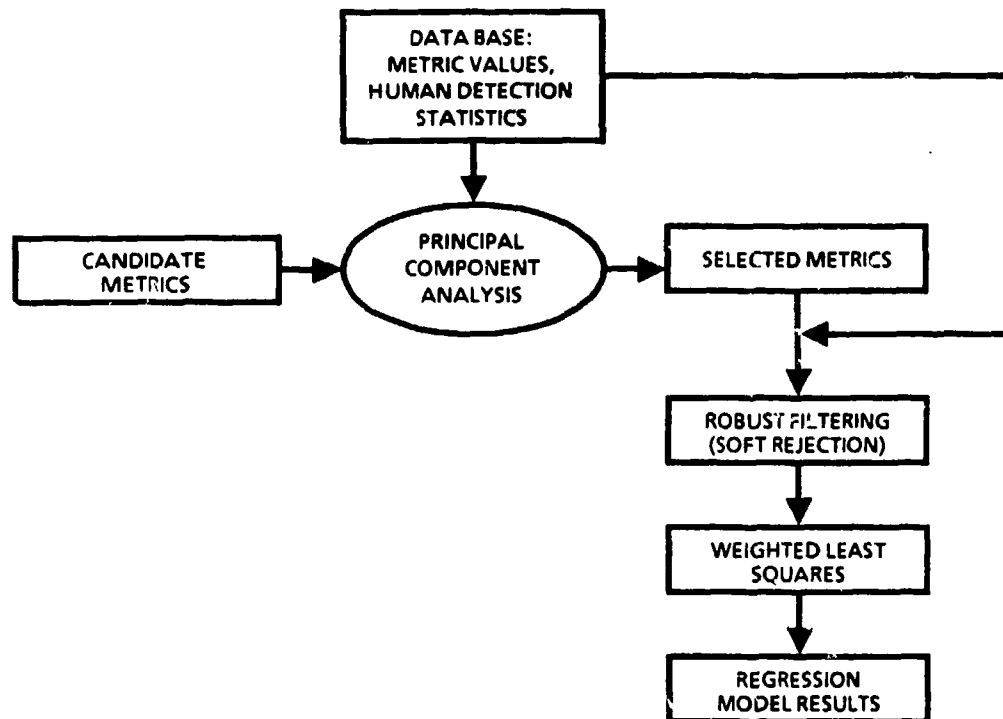 DATA BASE:
METRIC VALUES,
HUMAN DETECTION
STATISTICS
CANDIDATE
METRICS
PRINCIPAL
COMPONENT
ANALYSIS
SELECTED METRICS
ROBUST FILTERING
(SOFT REJECTION)
WEIGHTED LEAST
SQUARES
REGRESSION
MODEL RESULTS